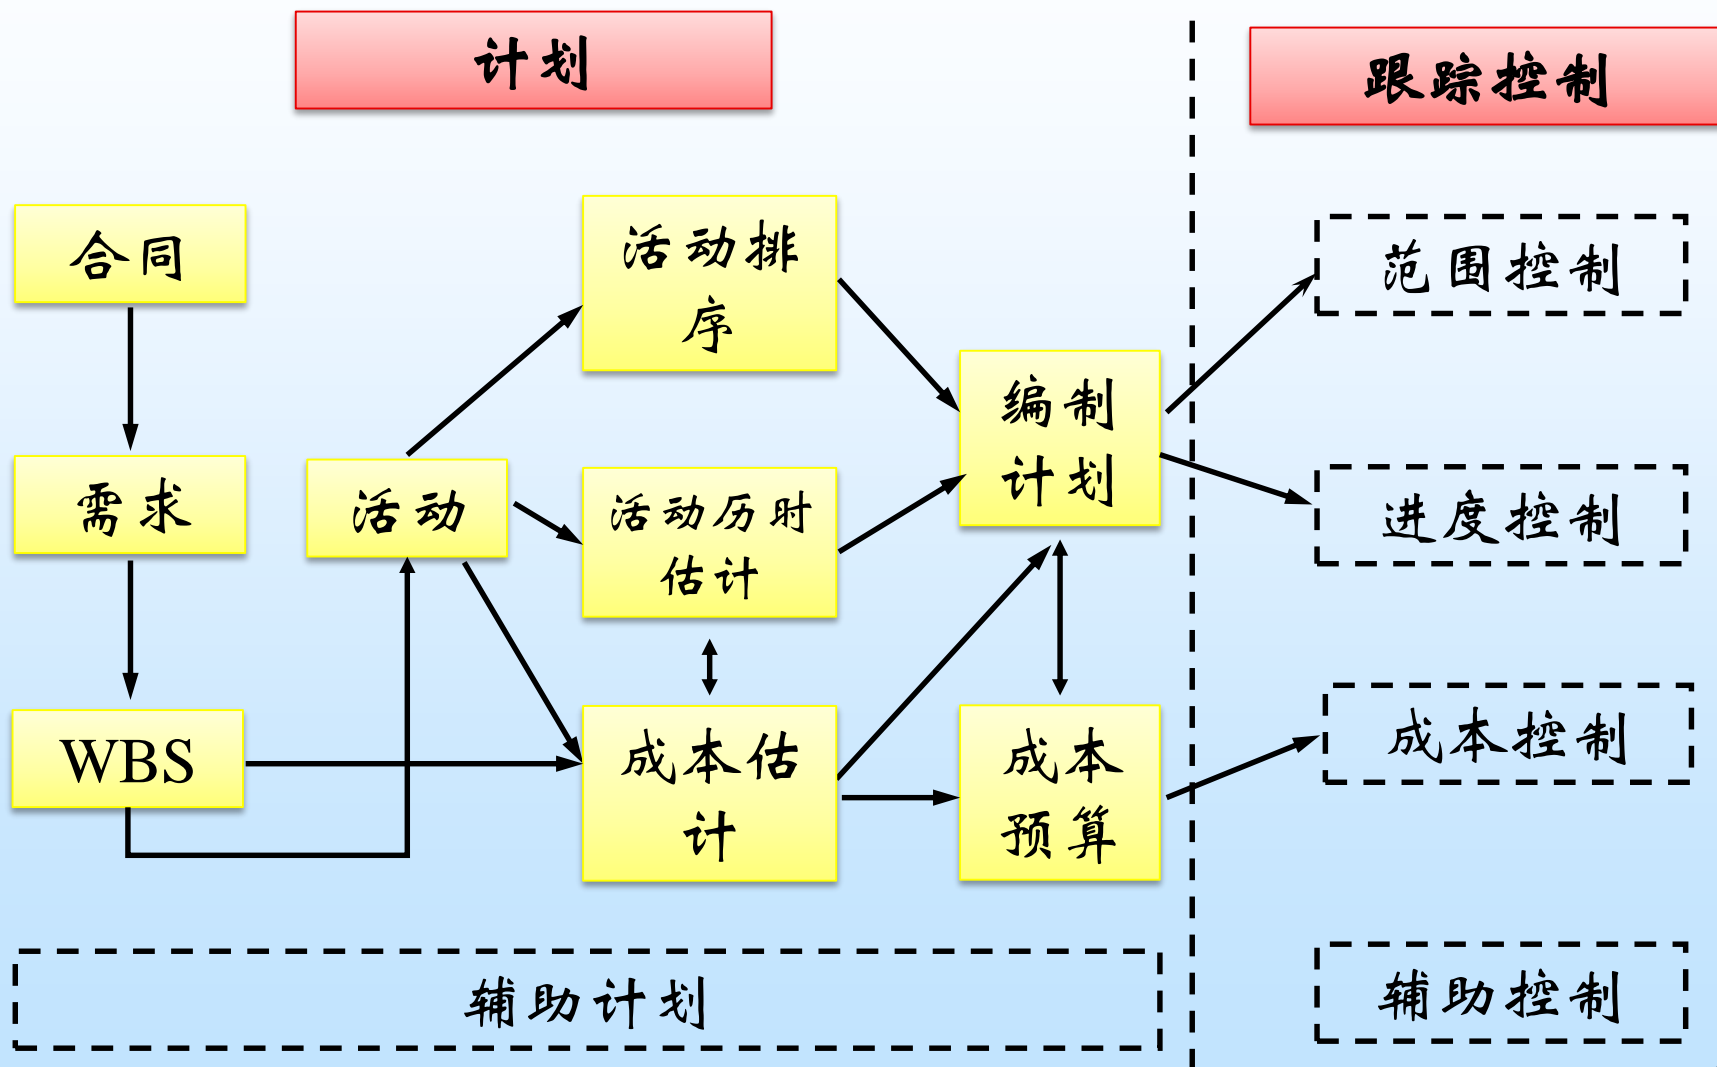 计划
跟踪控制
合同
需求
WBS
活动
活动排
序
活动历时
估计
成本估
计
编制
计划
成本
预算
范围控制
进度控制
成本控制
辅助计划
辅助控制